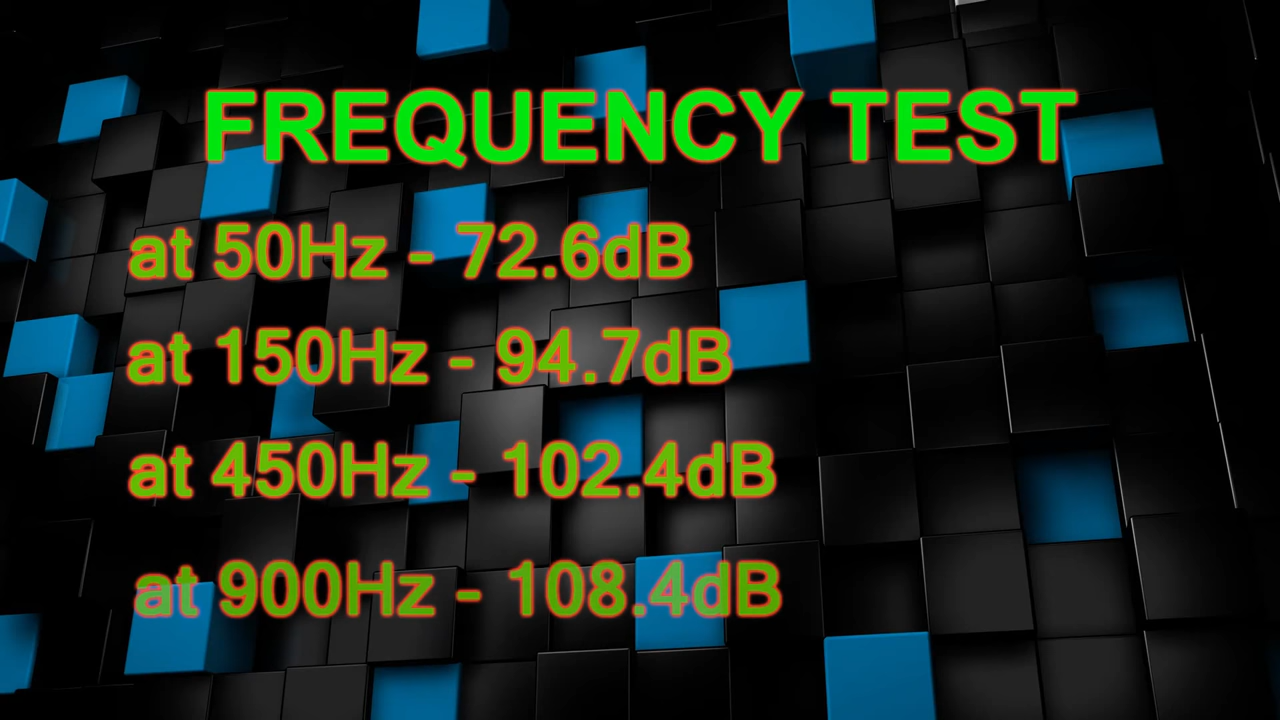 FREQUENCY TEST
at 50Hz - 72.6dB
at 150Hz - 94.7dB
at 450Hz - 102.4dB
at 900Hz - 108.4dB